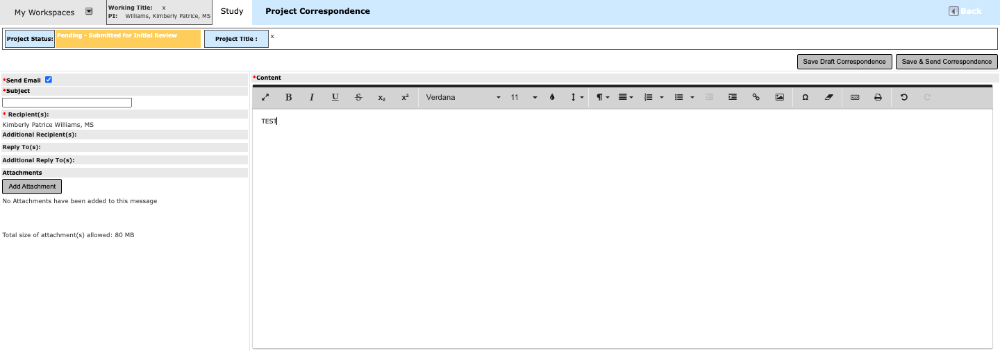 My Workspaces
Working Title: x
PI: Williams, Kimberly Patrice, MS
Study
Project Correspondence
Back
Project Status: Pending - Submitted for Initial Review
Project Title : x
Save Draft Correspondence
Save & Send Correspondence
*Send Email
*Subject
* Recipient(s):
Kimberly Patrice Williams, MS
Additional Recipient(s):
Reply To(s):
Additional Reply To(s):
Attachments
Add Attachment
No Attachments have been added to this message
Total size of attachment(s) allowed: 80 MB
*Content
B I U S x₂ x² Verdana 11 ¶ Ω
TEST